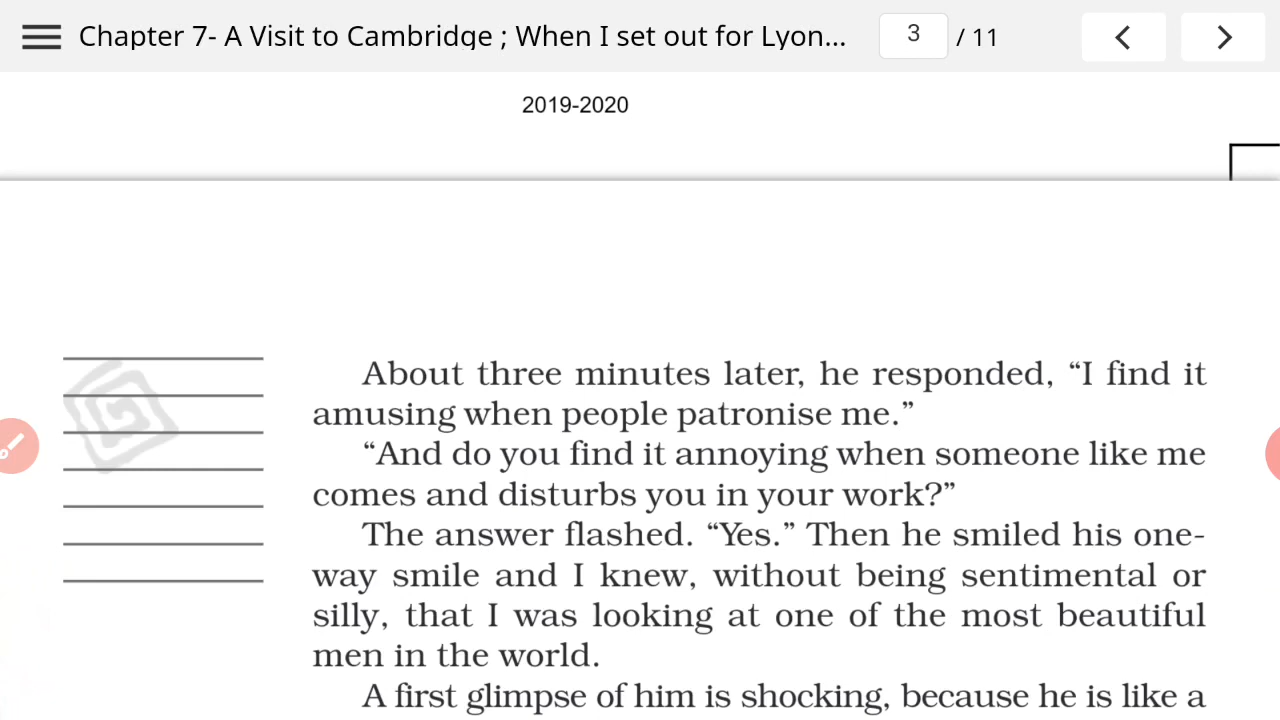 Chapter 7- A Visit to Cambridge ; When I set out for Lyon...
3 / 11
2019-2020
About three minutes later, he responded, “I find it
amusing when people patronise me.”
“And do you find it annoying when someone like me
comes and disturbs you in your work?”
The answer flashed. “Yes.” Then he smiled his one-
way smile and I knew, without being sentimental or
silly, that I was looking at one of the most beautiful
men in the world.
A first glimpse of him is shocking, because he is like a